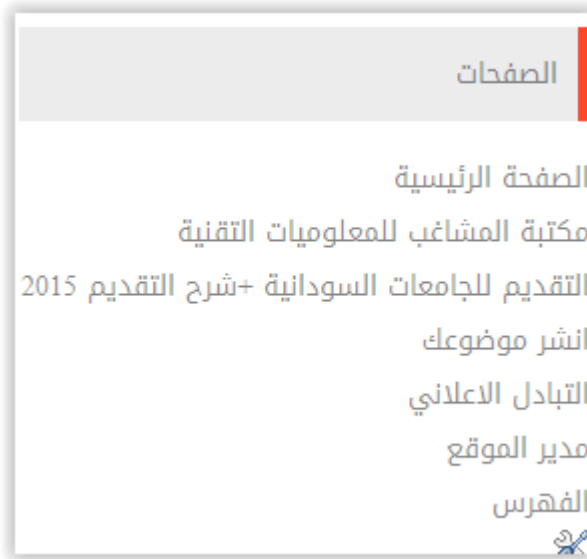 الصفحات
الصفحة الرئيسية
مكتبة المشاغب للمعلوميات التقنية
التقديم للجامعات السودانية +شرح التقديم 2015
انشر موضوعك
التبادل الاعلاني
مدير الموقع
الفهرس